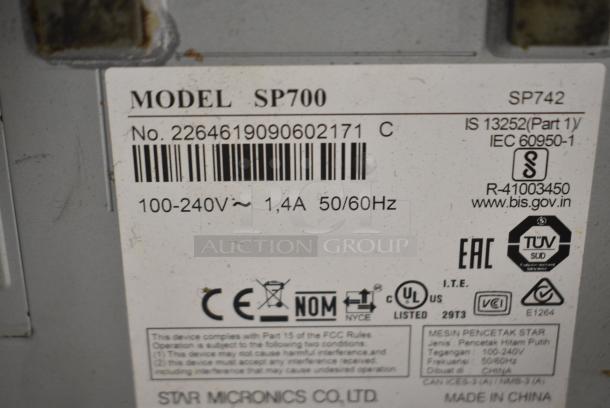 MODEL SP700
SP742
No. 2264619090602171 C
IS 13252(Part 1)/
IEC 60950-1
S
R-41003450
www.bis.gov.in
100-240V～ 1,4A 50/60Hz
AUCTION GROUP
EAC
TÜV
SÜD
CE
NOM
NYCE
C UL US
LISTED
I.T.E.
29T3
VCCI
E1264
This device complies with Part 15 of the FCC Rules.
Operation is subject to the following two conditions:
(1) This device may not cause harmful interference,and
(2) this device must accept any interference received,
including interference that may cause undesired operation.
MESIN PENCETAK STAR
Jenis : Pencetak Hitam Putih
Tegangan : 100-240V
Frekuensi : 50/60Hz
Dibuat di : CHINA
CAN ICES-3 (A) / NMB-3 (A)
STAR MICRONICS CO., LTD.
MADE IN CHINA